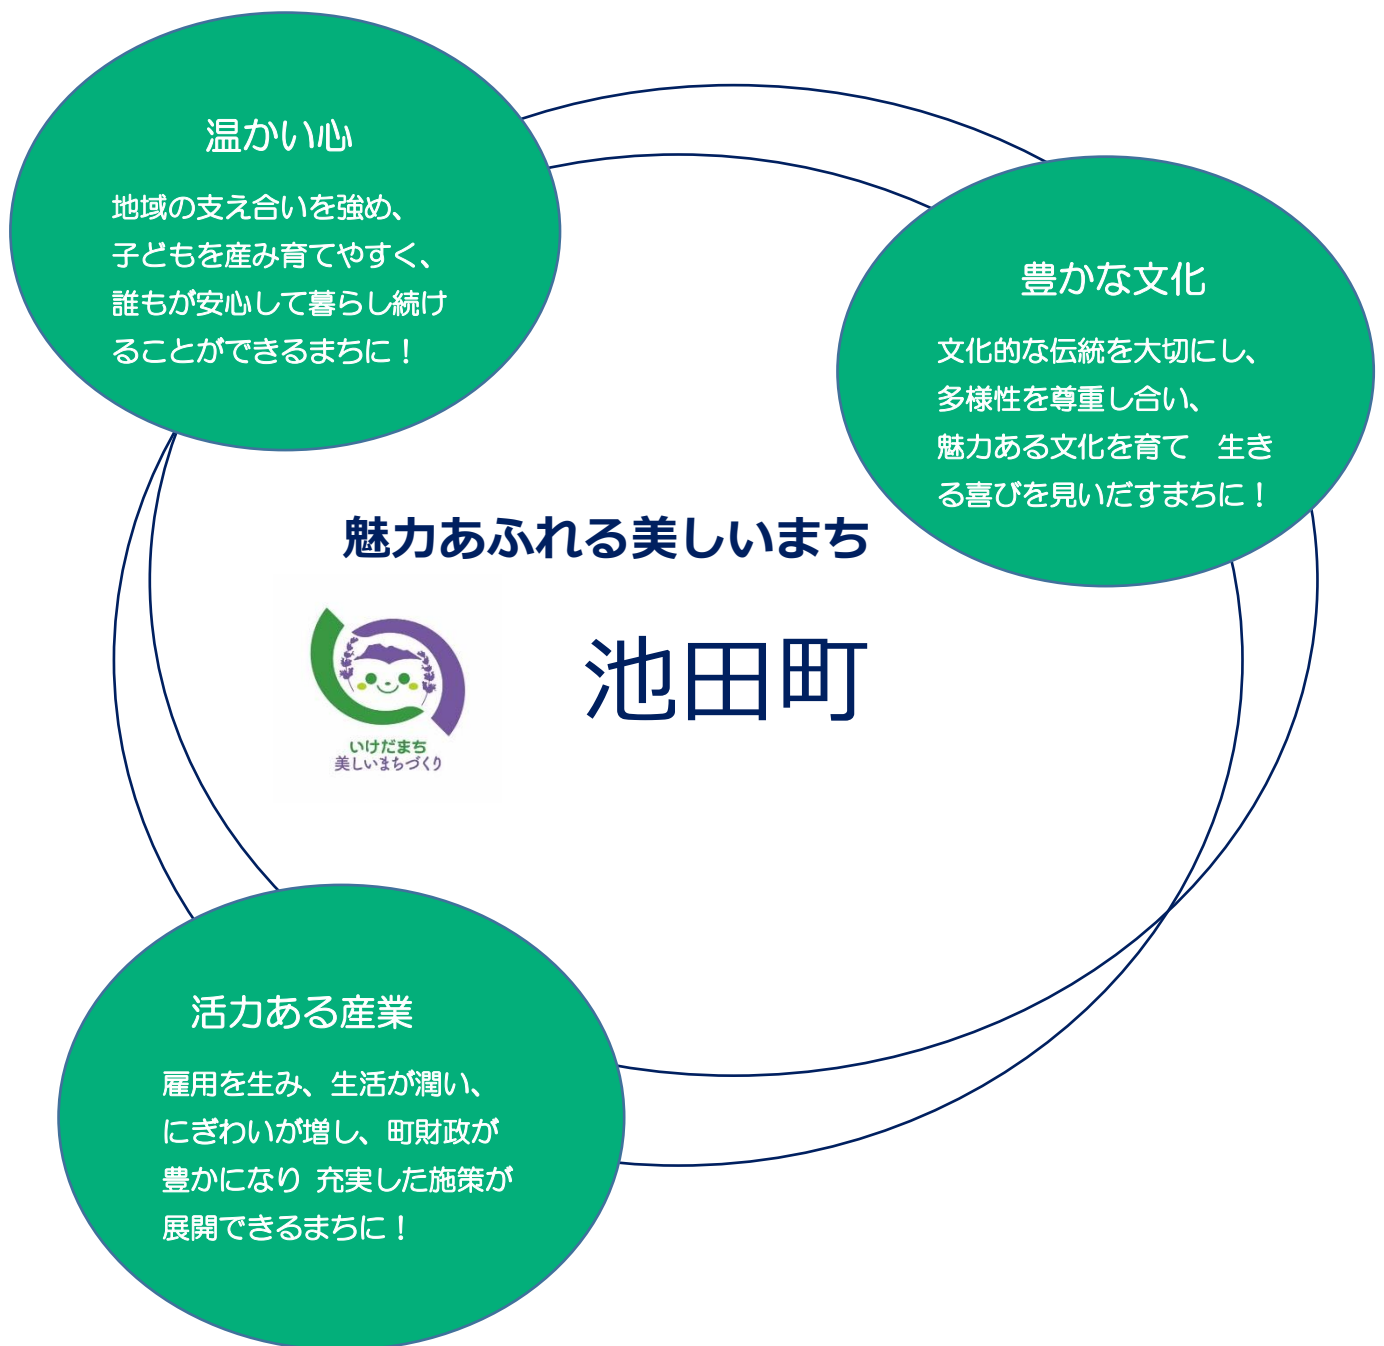 温かい心
地域の支え合いを強め、
子どもを産み育てやすく、
誰もが安心して暮らし続け
ることができるまちに！
豊かな文化
文化的な伝統を大切にし、
多様性を尊重し合い、
魅力ある文化を育て　生き
る喜びを見いだすまちに！
魅力あふれる美しいまち
池田町
いけだまち
美しいまちづくり
活力ある産業
雇用を生み、生活が潤い、
にぎわいが増し、町財政が
豊かになり 充実した施策が
展開できるまちに！